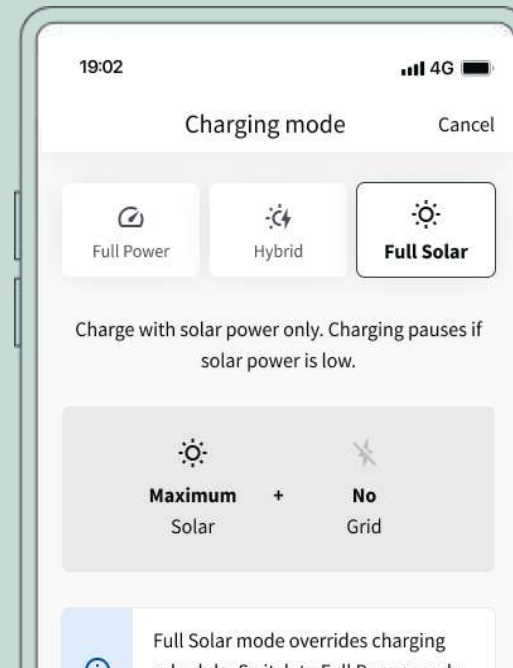 19:02
4G
Charging mode
Cancel
Full Power
Hybrid
Full Solar
Charge with solar power only. Charging pauses if
solar power is low.
Maximum + No
Solar Grid
Full Solar mode overrides charging